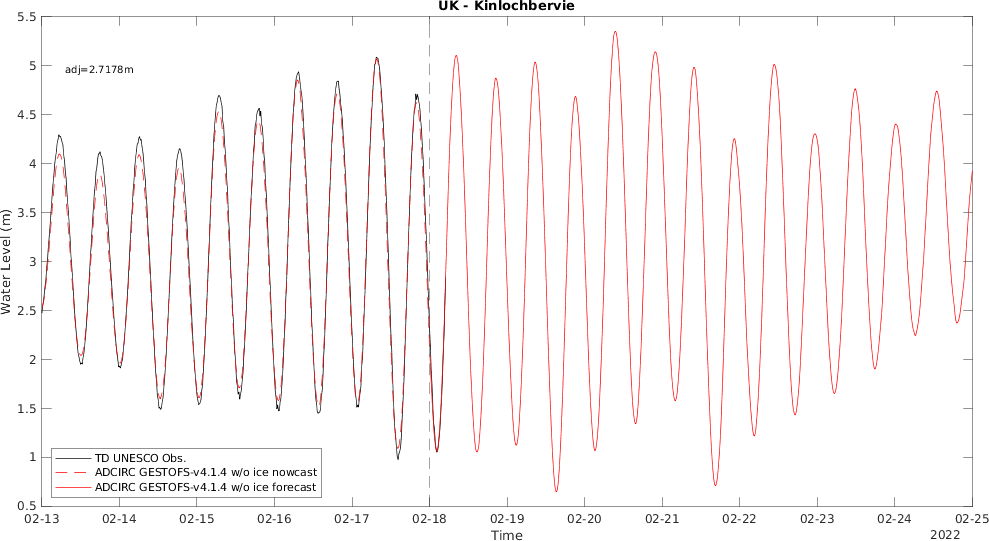 UK - Kinlochbervie
5.5
5
4.5
4
3.5
3
2.5
2
1.5
1
0.5
Water Level (m)
adj=2.7178m
TD UNESCO Obs.
ADCIRC GESTOFS-v4.1.4 w/o ice nowcast
ADCIRC GESTOFS-v4.1.4 w/o ice forecast
02-13 02-14 02-15 02-16 02-17 02-18 02-19 02-20 02-21 02-22 02-23 02-24 02-25
Time
2022